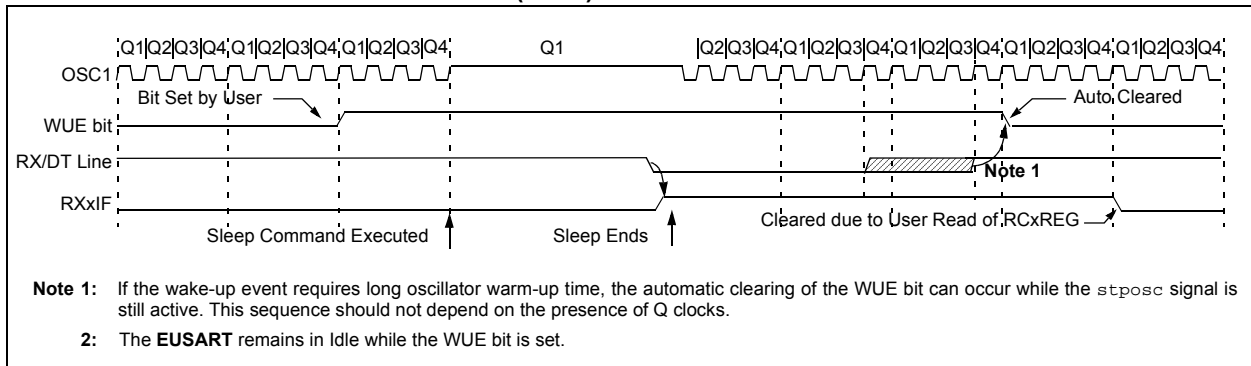 Q1|Q2|Q3|Q4 Q1|Q2|Q3|Q4 Q1|Q2|Q3|Q4 Q1 |Q2|Q3|Q4 Q1|Q2|Q3|Q4 Q1|Q2|Q3|Q4 Q1|Q2|Q3|Q4 Q1|Q2|Q3|Q4
OSC1
Bit Set by User
Auto Cleared
WUE bit
RX/DT Line
Note 1
RXxIF
Cleared due to User Read of RCxREG
Sleep Command Executed
Sleep Ends
Note 1: If the wake-up event requires long oscillator warm-up time, the automatic clearing of the WUE bit can occur while the stposc signal is
still active. This sequence should not depend on the presence of Q clocks.
2: The EUSART remains in Idle while the WUE bit is set.